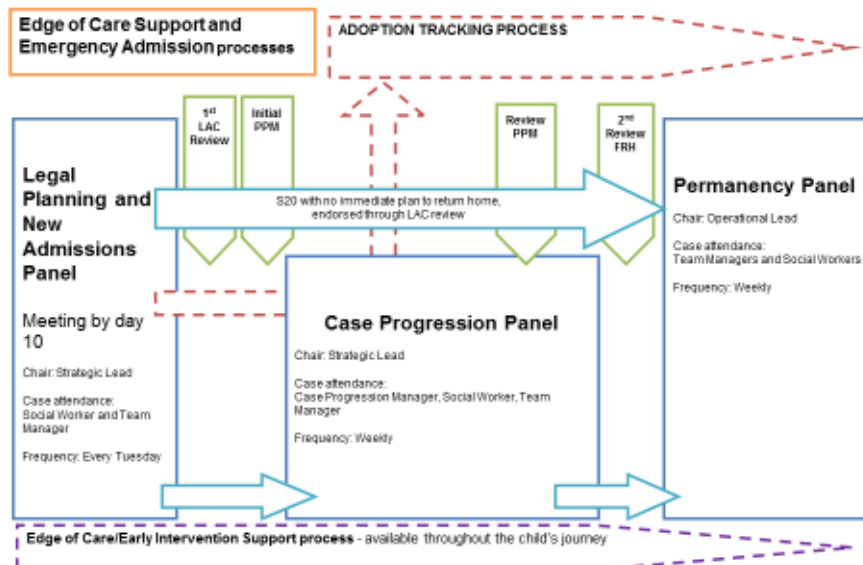 Edge of Care Support and
Emergency Admission processes
ADOPTION TRACKING PROCESS
1st
LAC
Review
Initial
PPM
Review
PPM
2nd
Review
FRH
Legal
Planning and
New
Admissions
Panel
Meeting by day
10
Chair: Strategic Lead
Case attendance:
Social Worker and Team
Manager
Frequency: Every Tuesday
S20 with no immediate plan to return home,
endorsed through LAC review
Case Progression Panel
Chair: Strategic Lead
Case attendance:
Case Progression Manager, Social Worker, Team
Manager
Frequency: Weekly
Permanency Panel
Chair: Operational Lead
Case attendance:
Team Managers and Social Workers
Frequency: Weekly
Edge of Care/Early Intervention Support process - available throughout the child's journey